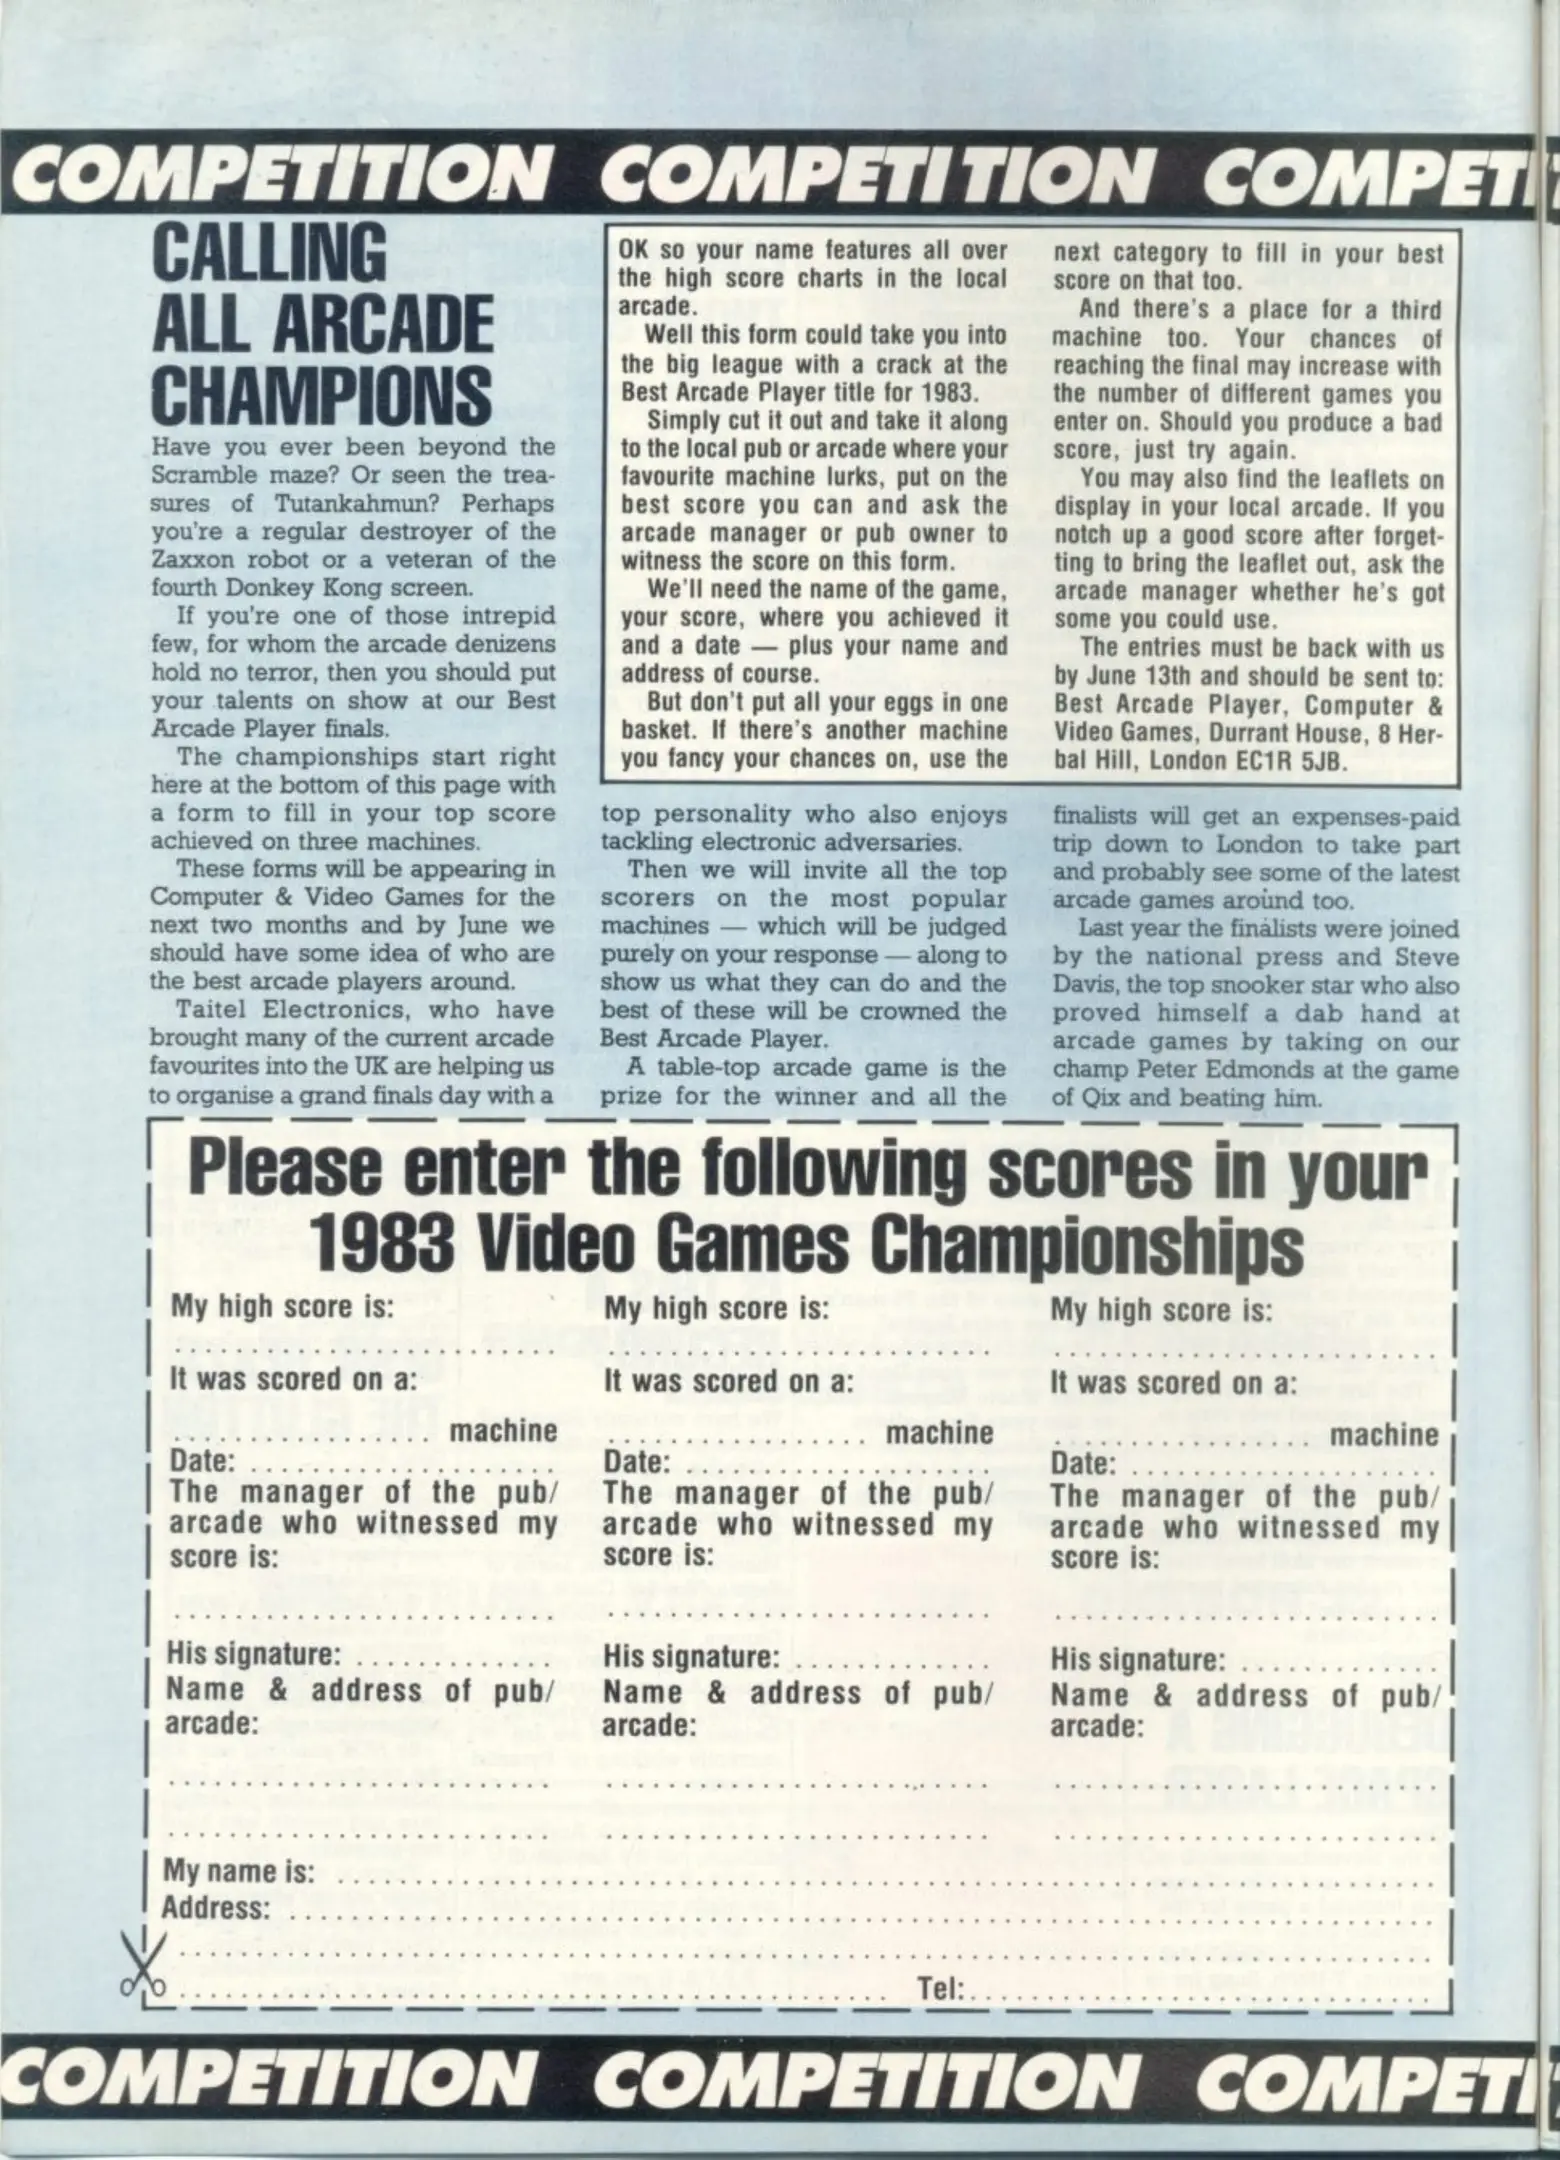 COMPETITION COMPETITION COMPETI
CALLING
ALL ARCADE
CHAMPIONS
Have you ever been beyond the
Scramble maze? Or seen the trea-
sures of Tutankahmun? Perhaps
you're a regular destroyer of the
Zaxxon robot or a veteran of the
fourth Donkey Kong screen.
If you're one of those intrepid
few, for whom the arcade denizens
hold no terror, then you should put
your talents on show at our Best
Arcade Player finals.
The championships start right
here at the bottom of this page with
a form to fill in your top score
achieved on three machines.
These forms will be appearing in
Computer & Video Games for the
next two months and by June we
should have some idea of who are
the best arcade players around.
Taitel Electronics, who have
brought many of the current arcade
favourites into the UK are helping us
to organise a grand finals day with a
OK so your name features all over
the high score charts in the local
arcade.
Well this form could take you into
the big league with a crack at the
Best Arcade Player title for 1983.
Simply cut it out and take it along
to the local pub or arcade where your
favourite machine lurks, put on the
best score you can and ask the
arcade manager or pub owner to
witness the score on this form.
We'll need the name of the game,
your score, where you achieved it
and a date — plus your name and
address of course.
But don't put all your eggs in one
basket. If there's another machine
you fancy your chances on, use the
next category to fill in your best
score on that too.
And there's a place for a third
machine too. Your chances of
reaching the final may increase with
the number of different games you
enter on. Should you produce a bad
score, just try again.
You may also find the leaflets on
display in your local arcade. If you
notch up a good score after forget-
ting to bring the leaflet out, ask the
arcade manager whether he's got
some you could use.
The entries must be back with us
by June 13th and should be sent to:
Best Arcade Player, Computer &
Video Games, Durrant House, 8 Her-
bal Hill, London EC1R 5JB.
top personality who also enjoys
tackling electronic adversaries.
Then we will invite all the top
scorers on the most popular
machines — which will be judged
purely on your response — along to
show us what they can do and the
best of these will be crowned the
Best Arcade Player.
A table-top arcade game is the
prize for the winner and all the
finalists will get an expenses-paid
trip down to London to take part
and probably see some of the latest
arcade games around too.
Last year the finalists were joined
by the national press and Steve
Davis, the top snooker star who also
proved himself a dab hand at
arcade games by taking on our
champ Peter Edmonds at the game
of Qix and beating him.
Please enter the following scores in your
1983 Video Games Championships
My high score is:
It was scored on a:
machine
Date:
The manager of the pub/
arcade who witnessed my
score is:
His signature:
Name & address of pub/
arcade:
My high score is:
It was scored on a:
machine
Date:
The manager of the pub/
arcade who witnessed my
score is:
His signature:
Name & address of pub/
arcade:
My high score is:
It was scored on a:
machine
Date:
The manager of the pub/
arcade who witnessed my
score is:
His signature:
Name & address of pub/
arcade:
My name is:
Address:
Tel:
COMPETITION COMPETITION COMPETI